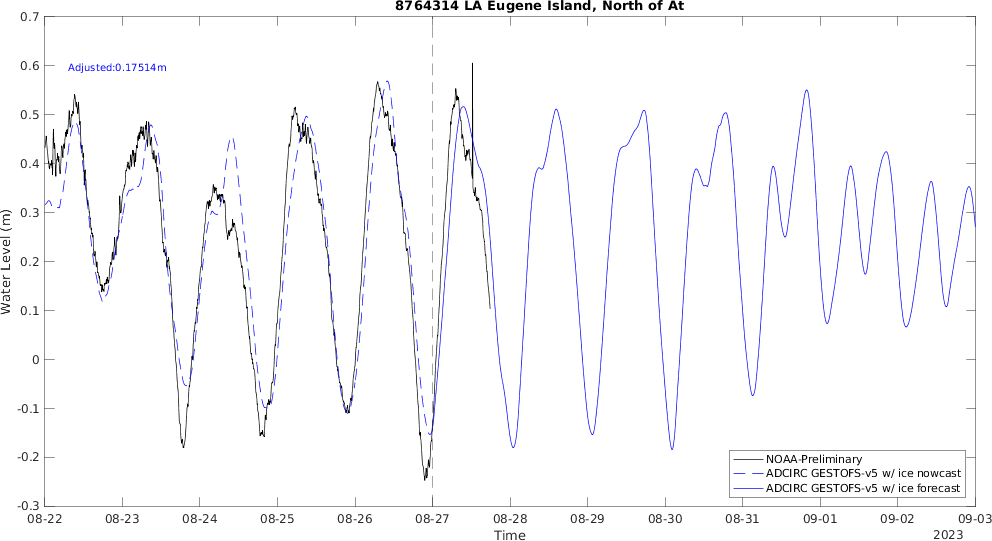 8764314 LA Eugene Island, North of At
0.7
0.6
0.5
0.4
0.3
0.2
0.1
0
-0.1
-0.2
-0.3
Water Level (m)
Adjusted:0.17514m
NOAA-Preliminary
ADCIRC GESTOFS-v5 w/ ice nowcast
ADCIRC GESTOFS-v5 w/ ice forecast
08-22 08-23 08-24 08-25 08-26 08-27 08-28 08-29 08-30 08-31 09-01 09-02 09-03
Time
2023